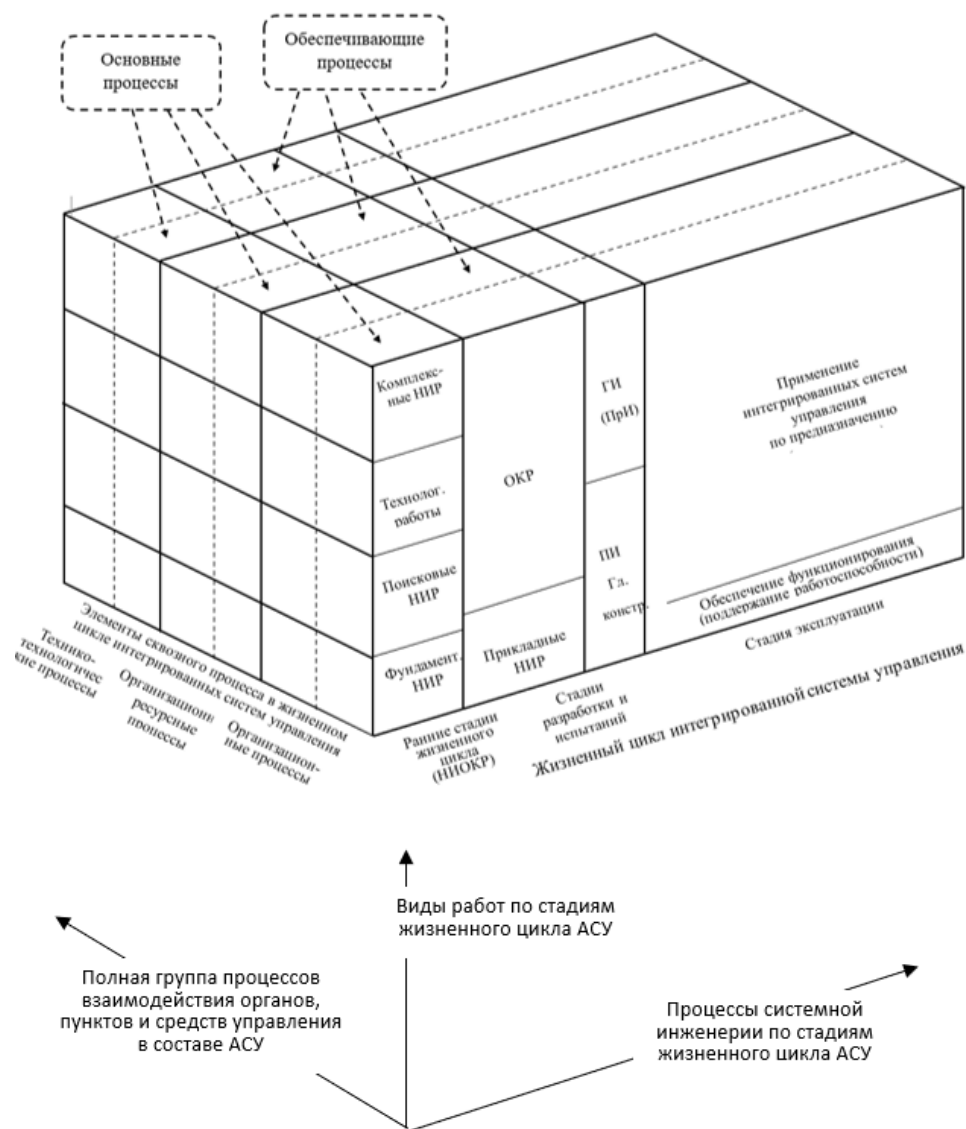 Основные
процессы
Обеспечивающие
процессы
Комплекс-
ные НИР
Технолог.
работы
Поисковые
НИР
Фундамент.
НИР
ОКР
Прикладные
НИР
ГИ
(ПрИ)
ПИ
Гл.
констр.
Применение
интегрированных систем
управления
по предназначению
Обеспечение функционирования
(поддержание работоспособности)
Элементы сквозного процесса в жизненном
цикле интегрированных систем управления
Технико-
технологичес
кие процессы
Организационн
ресурсные
процессы
Организацион-
ные процессы
Ранние стадии
жизненного
цикла
(НИОКР)
Стадии
разработки и
испытаний
Стадия эксплуатации
Жизненный цикл интегрированной системы управления
Виды работ по стадиям
жизненного цикла АСУ
Полная группа процессов
взаимодействия органов,
пунктов и средств управления
в составе АСУ
Процессы системной
инженерии по стадиям
жизненного цикла АСУ